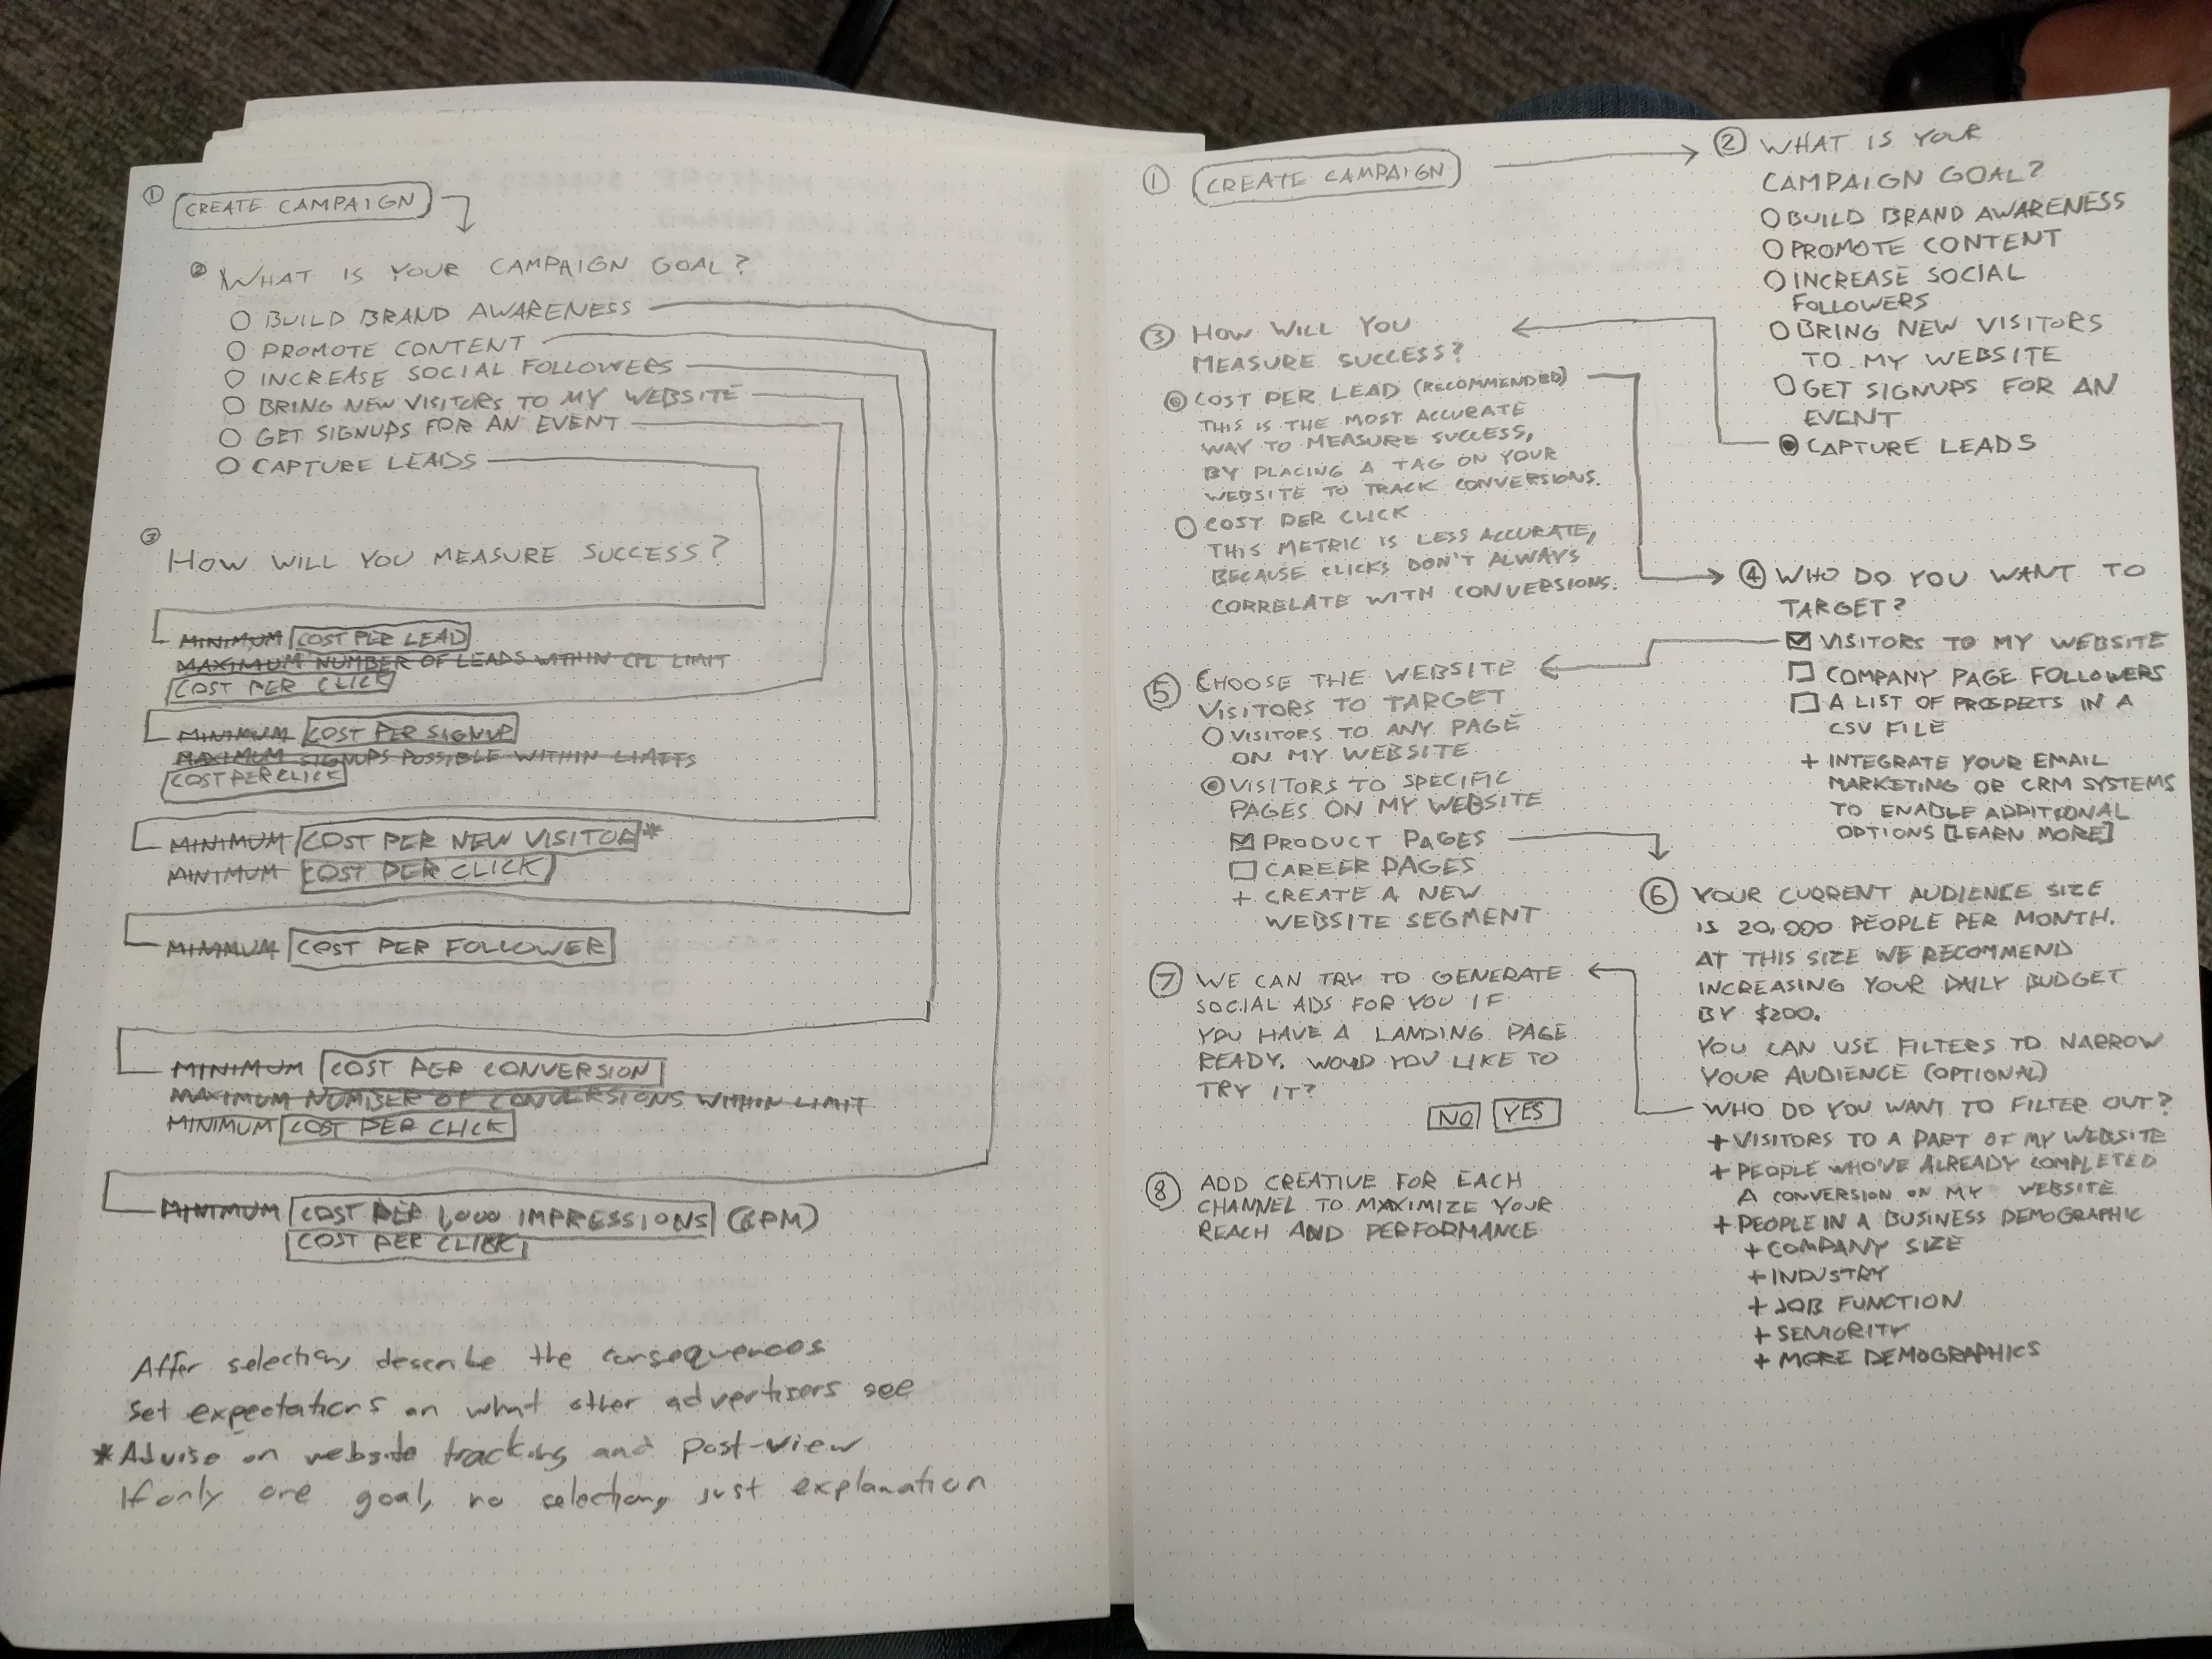 ① CREATE CAMPAIGN
② WHAT IS YOUR CAMPAIGN GOAL?
○ BUILD BRAND AWARENESS
○ PROMOTE CONTENT
○ INCREASE SOCIAL FOLLOWERS
○ BRING NEW VISITORS TO MY WEBSITE
○ GET SIGNUPS FOR AN EVENT
○ CAPTURE LEADS
③ HOW WILL YOU MEASURE SUCCESS?
MINIMUM COST PER LEAD
MAXIMUM NUMBER OF LEADS WITHIN CPL LIMIT
COST PER CLICK
MINIMUM COST PER SIGNUP
MAXIMUM SIGNUPS POSSIBLE WITHIN LIMITS
COST PER CLICK
MINIMUM COST PER NEW VISITOR*
MINIMUM COST PER CLICK
MINIMUM COST PER FOLLOWER
MINIMUM COST PER CONVERSION
MAXIMUM NUMBER OF CONVERSIONS WITHIN LIMIT
MINIMUM COST PER CLICK
MINIMUM COST PER 1,000 IMPRESSIONS (CPM)
COST PER CLICK
After selection, describe the consequences
Set expectations on what other advertisers see
*Advise on website tracking and post-view
If only one goal, no selection, just explanation
① CREATE CAMPAIGN
② WHAT IS YOUR
CAMPAIGN GOAL?
○ BUILD BRAND AWARENESS
○ PROMOTE CONTENT
○ INCREASE SOCIAL
FOLLOWERS
○ BRING NEW VISITORS
TO MY WEBSITE
○ GET SIGNUPS FOR AN
EVENT
◉ CAPTURE LEADS
③ HOW WILL YOU
MEASURE SUCCESS?
◉ COST PER LEAD (RECOMMENDED)
THIS IS THE MOST ACCURATE
WAY TO MEASURE SUCCESS,
BY PLACING A TAG ON YOUR
WEBSITE TO TRACK CONVERSIONS.
○ COST PER CLICK
THIS METRIC IS LESS ACCURATE,
BECAUSE CLICKS DON'T ALWAYS
CORRELATE WITH CONVERSIONS.
④ WHO DO YOU WANT TO
TARGET?
☑ VISITORS TO MY WEBSITE
☐ COMPANY PAGE FOLLOWERS
☐ A LIST OF PROSPECTS IN A
CSV FILE
+ INTEGRATE YOUR EMAIL
MARKETING OR CRM SYSTEMS
TO ENABLE ADDITIONAL
OPTIONS [LEARN MORE]
⑤ CHOOSE THE WEBSITE
VISITORS TO TARGET
○ VISITORS TO ANY PAGE
ON MY WEBSITE
◉ VISITORS TO SPECIFIC
PAGES ON MY WEBSITE
☑ PRODUCT PAGES
☐ CAREER PAGES
+ CREATE A NEW
WEBSITE SEGMENT
⑥ YOUR CURRENT AUDIENCE SIZE
IS 20,000 PEOPLE PER MONTH.
AT THIS SIZE WE RECOMMEND
INCREASING YOUR DAILY BUDGET
BY $200.
YOU CAN USE FILTERS TO NARROW
YOUR AUDIENCE (OPTIONAL)
WHO DO YOU WANT TO FILTER OUT?
+ VISITORS TO A PART OF MY WEBSITE
+ PEOPLE WHO'VE ALREADY COMPLETED
A CONVERSION ON MY WEBSITE
+ PEOPLE IN A BUSINESS DEMOGRAPHIC
+ COMPANY SIZE
+ INDUSTRY
+ JOB FUNCTION
+ SENIORITY
+ MORE DEMOGRAPHICS
⑦ WE CAN TRY TO GENERATE
SOCIAL ADS FOR YOU IF
YOU HAVE A LANDING PAGE
READY. WOULD YOU LIKE TO
TRY IT?
NO YES
⑧ ADD CREATIVE FOR EACH
CHANNEL TO MAXIMIZE YOUR
REACH AND PERFORMANCE